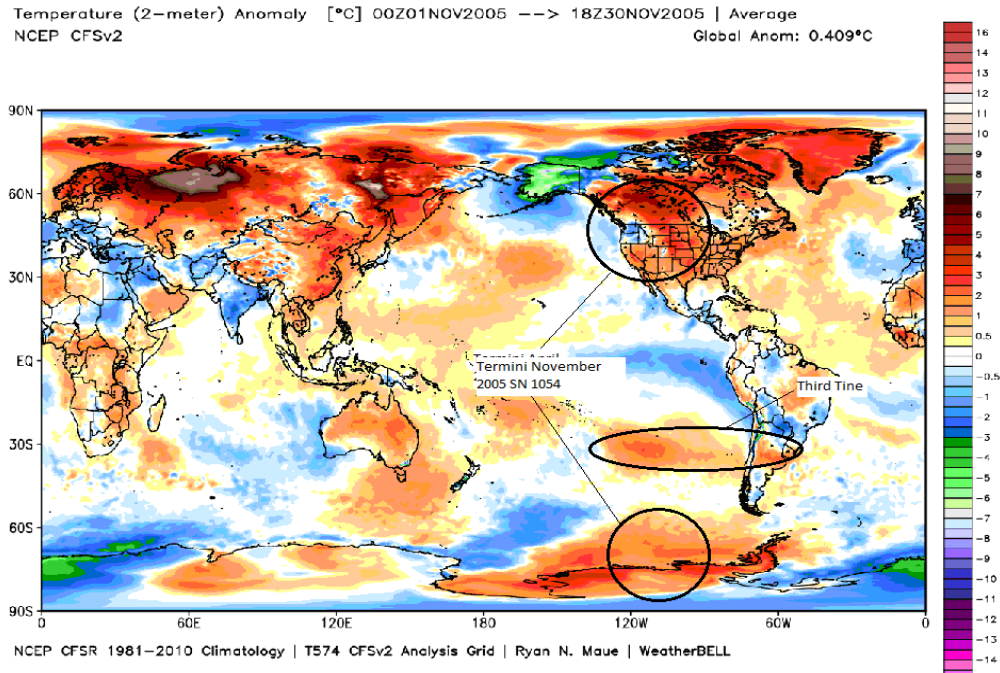 Temperature (2-meter) Anomaly [°C] 00Z01NOV2005 --> 18Z30NOV2005 | Average
NCEP CFSv2
Global Anom: 0.409°C
90N
60N
30N
EQ
30S
60S
90S
0
60E
120E
180
120W
60W
0
Termini April
Termini November
2005 SN 1054
Third Tine
16
14
13
12
11
10
9
8
7
6
5
4
3
2
1
0.5
0
-0.5
-1
-2
-3
-4
-5
-6
-7
-8
-9
-10
-11
-12
-13
-14
NCEP CFSR 1981-2010 Climatology | T574 CFSv2 Analysis Grid | Ryan N. Maue | WeatherBELL